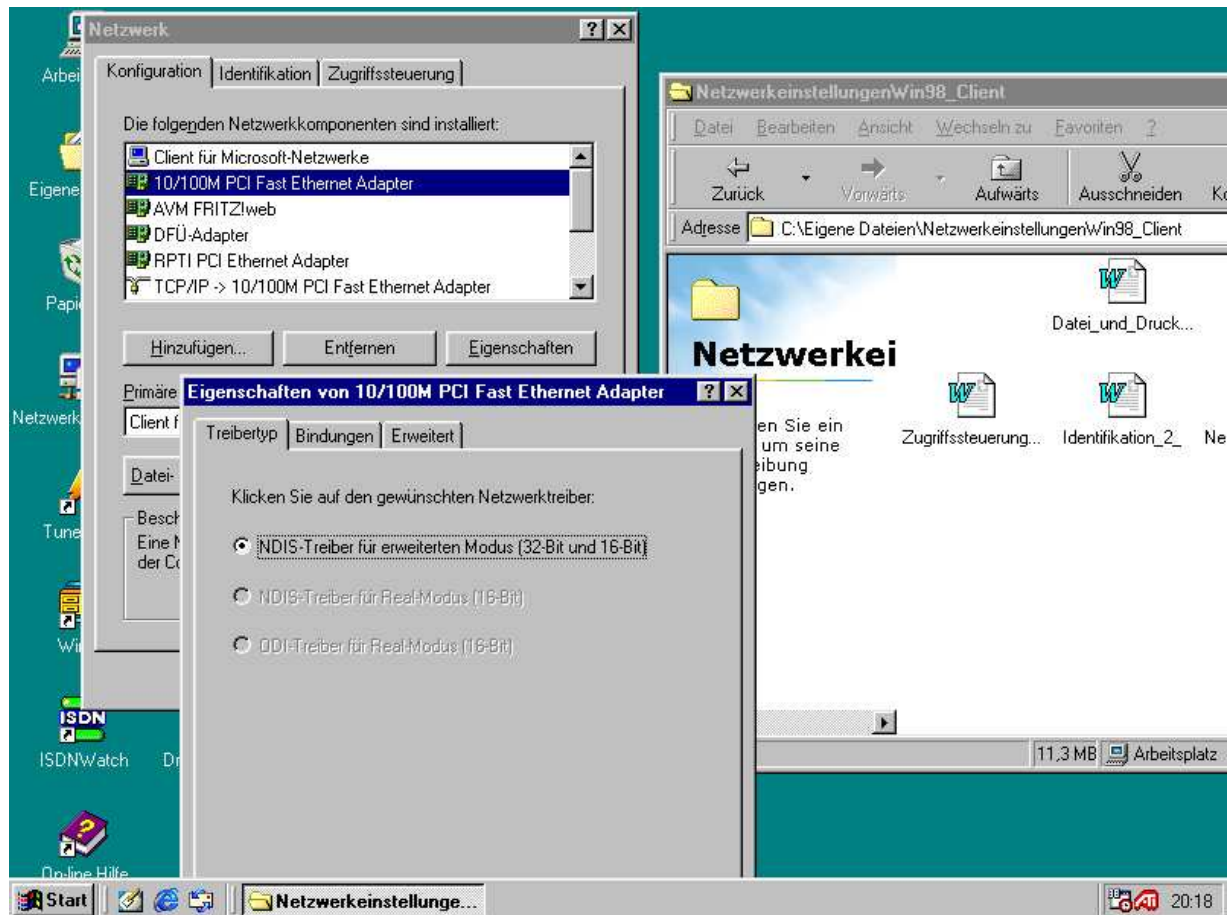 Netzwerk
Konfiguration
Identifikation
Zugriffssteuerung
Die folgenden Netzwerkkomponenten sind installiert:
Client für Microsoft-Netzwerke
10/100M PCI Fast Ethernet Adapter
AVM FRITZ!web
DFÜ-Adapter
RPTI PCI Ethernet Adapter
TCP/IP -> 10/100M PCI Fast Ethernet Adapter
Hinzufügen...
Entfernen
Eigenschaften
Primäre
Client f
Datei-
Besch
Eine N
der Co
Eigenschaften von 10/100M PCI Fast Ethernet Adapter
Treibertyp
Bindungen
Erweitert
Klicken Sie auf den gewünschten Netzwerktreiber:
NDIS-Treiber für erweiterten Modus (32-Bit und 16-Bit)
NDIS-Treiber für Real-Modus (16-Bit)
ODI-Treiber für Real-Modus (16-Bit)
NetzwerkeinstellungenWin98_Client
Datei Bearbeiten Ansicht Wechseln zu Favoriten ?
Zurück Vorwärts Aufwärts Ausschneiden Ko
Adresse C:\Eigene Dateien\NetzwerkeinstellungenWin98_Client
Netzwerkei
en Sie ein
um seine
eibung
gen.
Datei_und_Druck...
Zugriffssteuerung...
Identifikation_2_
Ne
11,3 MB Arbeitsplatz
Arbei
Eigene
Papie
Netzwerk
Tune
Wi
ISDN
ISDNWatch
Dr
On-line Hilfe
Start
Netzwerkeinstellunge...
20:18